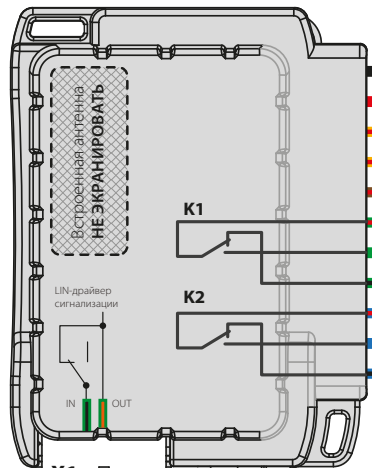 Встроенная антенна
НЕ ЭКРАНИРОВАТЬ
K1
LIN-драйвер
сигнализации
K2
IN
OUT